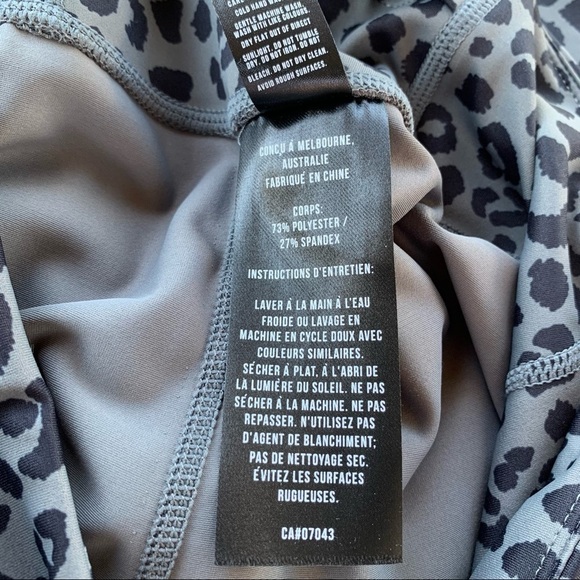 COLD HAND WASH
GENTLE MACHINE WASH.
WASH WITH LIKE COLOURS.
DRY FLAT OUT OF DIRECT
SUNLIGHT. DO NOT TUMBLE
DRY. DO NOT IRON. DO NOT
BLEACH. DO NOT DRY CLEAN.
AVOID ROUGH SURFACES.
CONÇU À MELBOURNE,
AUSTRALIE
FABRIQUÉ EN CHINE
CORPS:
73% POLYESTER /
27% SPANDEX
INSTRUCTIONS D'ENTRETIEN:
LAVER Á LA MAIN À L'EAU
FROIDE OU LAVAGE EN
MACHINE EN CYCLE DOUX AVEC
COULEURS SIMILAIRES.
SÉCHER À PLAT. Á L'ABRI DE
LA LUMIÈRE DU SOLEIL. NE PAS
SÉCHER À LA MACHINE. NE PAS
REPASSER. N'UTILISEZ PAS
D'AGENT DE BLANCHIMENT;
PAS DE NETTOYAGE SEC.
ÉVITEZ LES SURFACES
RUGUEUSES.
CA#07043